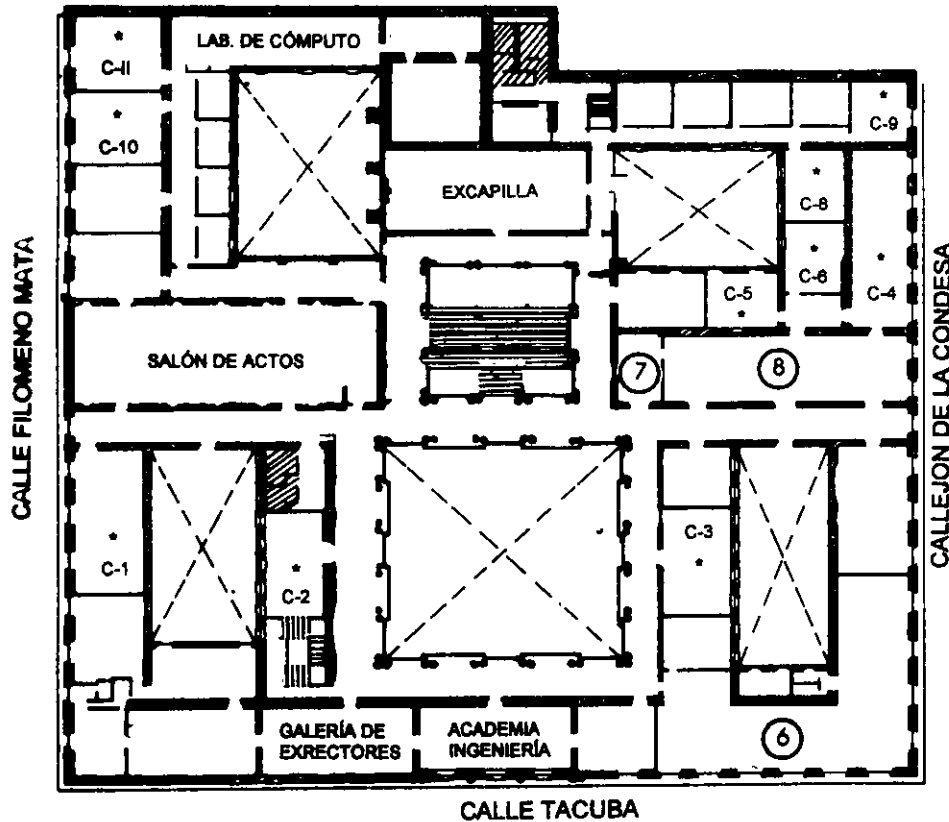 LAB. DE CÓMPUTO
*
C-II
*
C-10
*
C-9
EXCAPILLA
*
C-8
*
C-6
*
C-4
C-5
*
SALÓN DE ACTOS
7
8
CALLE FILOMENO MATA
CALLEJON DE LA CONDESA
*
C-1
*
C-2
C-3
*
GALERÍA DE
EXRECTORES
ACADEMIA
INGENIERÍA
6
CALLE TACUBA